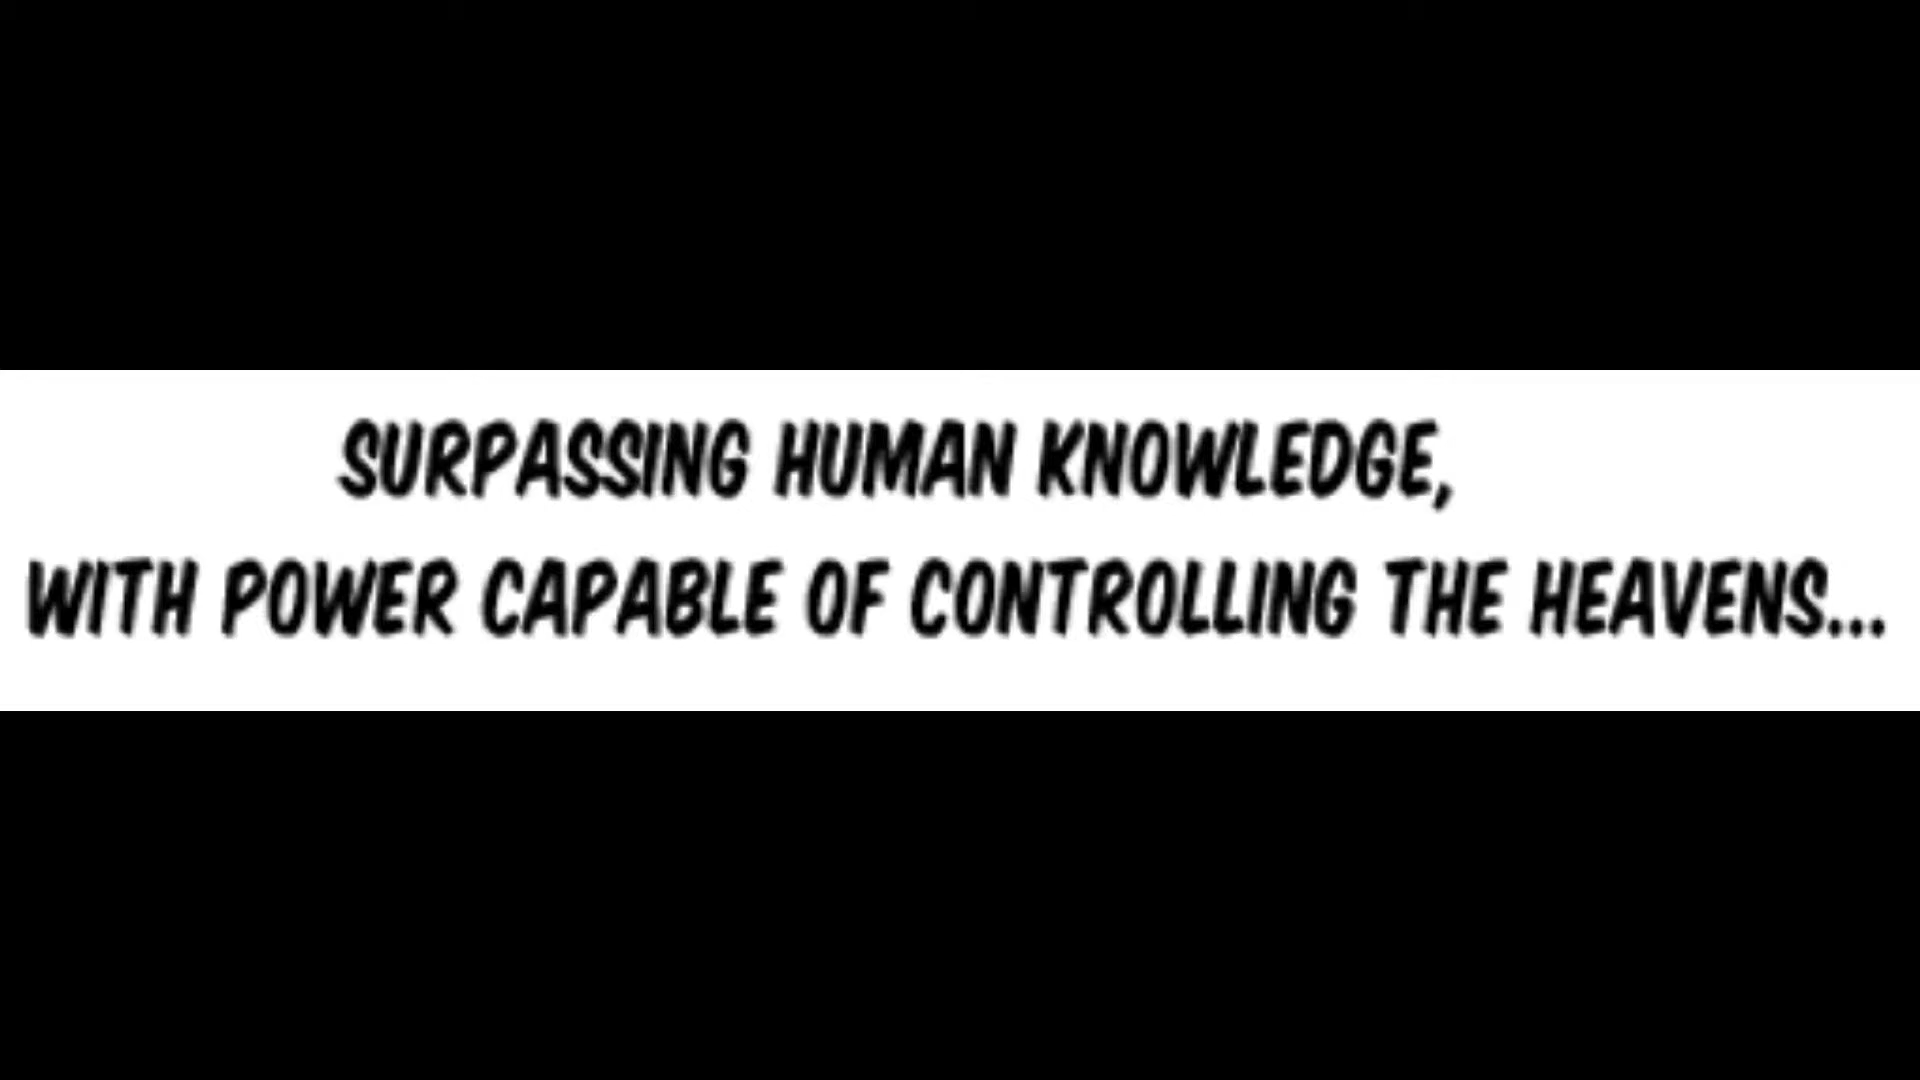 SURPASSING HUMAN KNOWLEDGE,
WITH POWER CAPABLE OF CONTROLLING THE HEAVENS...